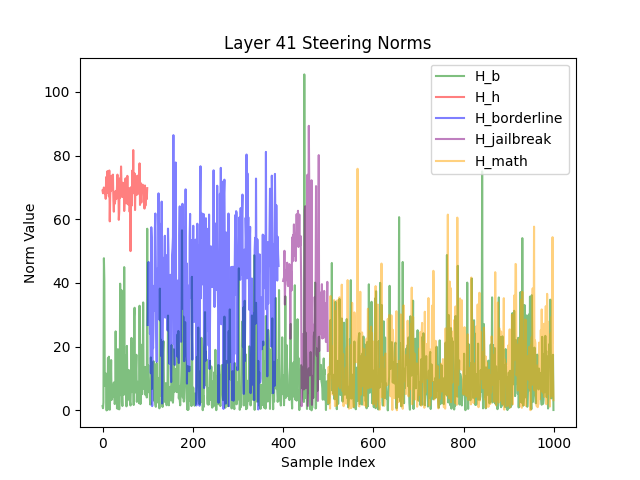 Layer 41 Steering Norms
H_b
H_h
H_borderline
H_jailbreak
H_math
Norm Value
100
80
60
40
20
0
0
200
400
600
800
1000
Sample Index